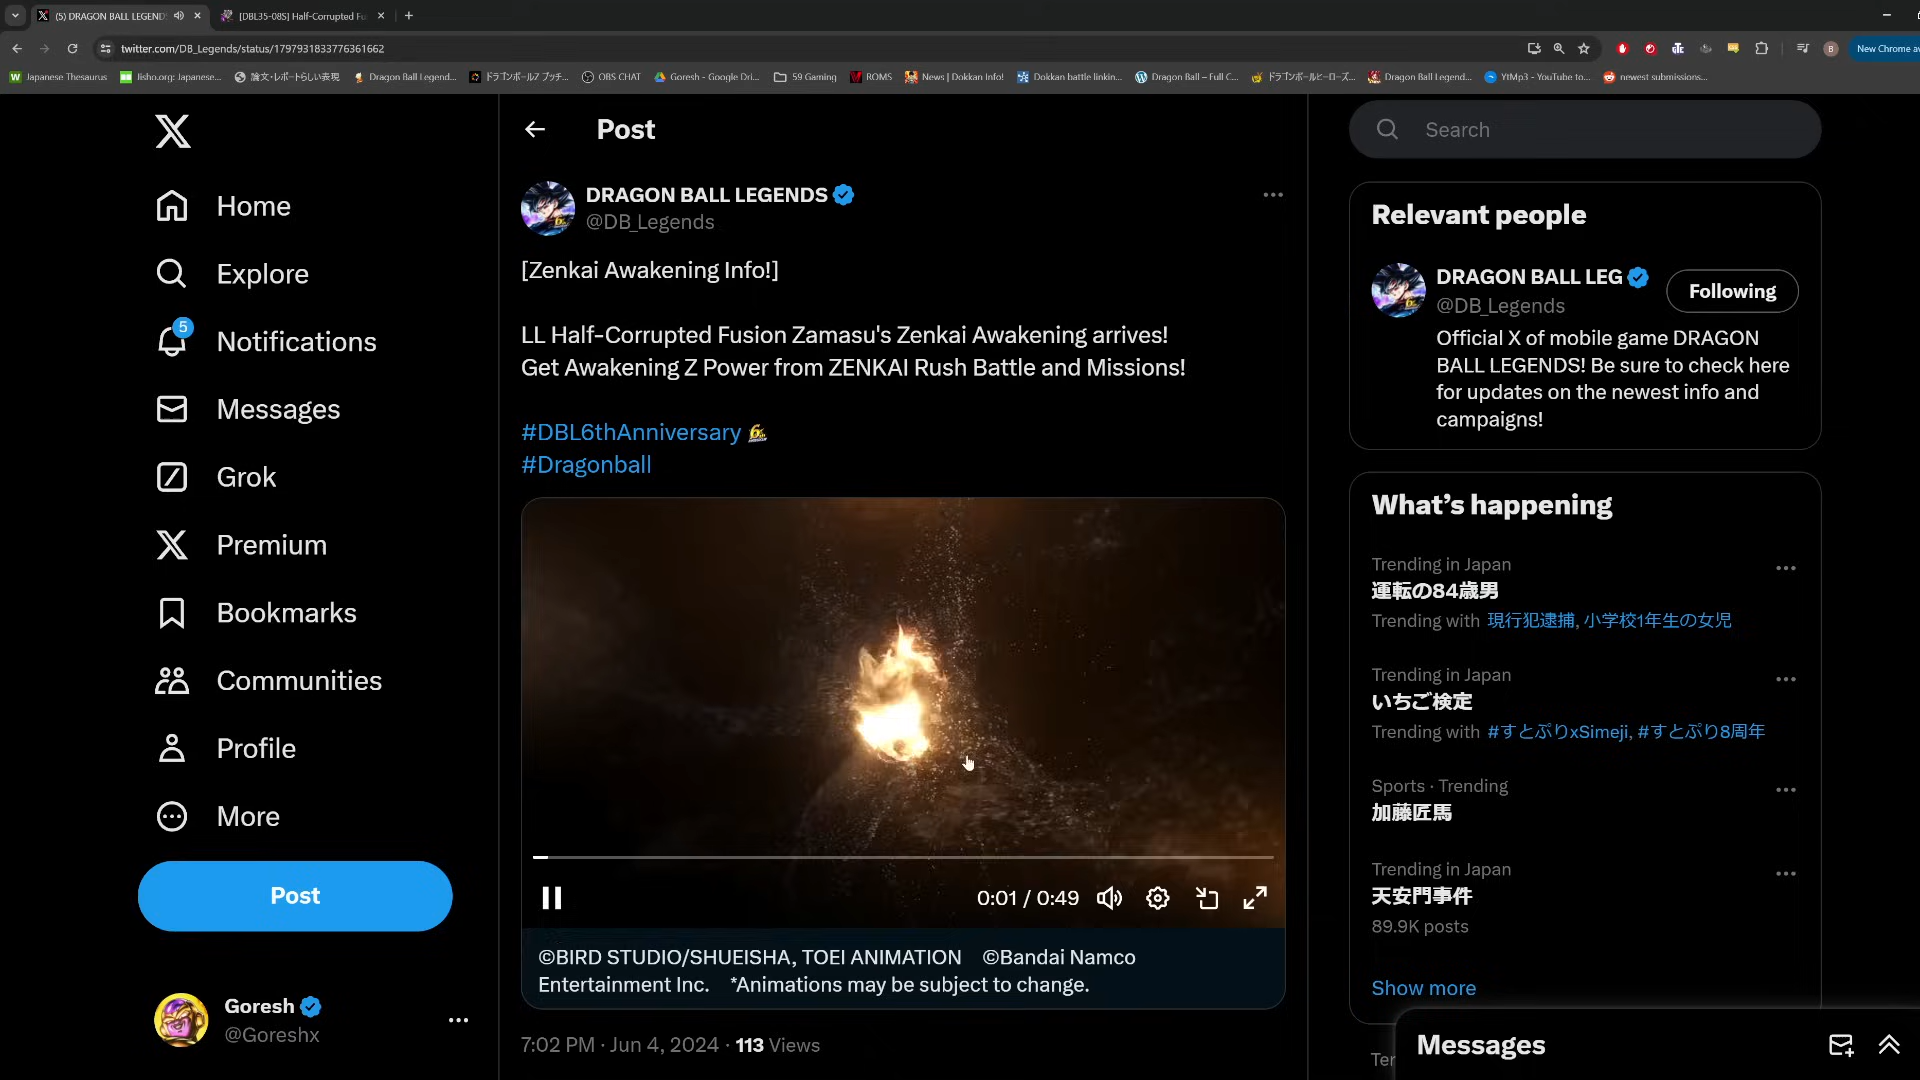 (5) DRAGON BALL LEGEND
[DBL35-08S] Half-Corrupted Fu
twitter.com/DB_Legends/status/1797931833776361662
New Chrome av
Japanese Thesaurus
lisho.org: Japanese...
論文・レポートらしい表現
Dragon Ball Legend...
ドラゴンボールZ ブッチ...
OBS CHAT
Goresh - Google Dri...
59 Gaming
ROMS
News | Dokkan Info!
Dokkan battle linkin...
Dragon Ball – Full C...
ドラゴンボールヒーローズ...
Dragon Ball Legend...
YtMp3 - YouTube to...
newest submissions...
Home
Explore
5
Notifications
Messages
Grok
Premium
Bookmarks
Communities
Profile
More
Post
Goresh
@Goreshx
Post
DRAGON BALL LEGENDS
@DB_Legends
[Zenkai Awakening Info!]
LL Half-Corrupted Fusion Zamasu's Zenkai Awakening arrives!
Get Awakening Z Power from ZENKAI Rush Battle and Missions!
#DBL6thAnniversary
#Dragonball
0:01 / 0:49
©BIRD STUDIO/SHUEISHA, TOEI ANIMATION ©Bandai Namco
Entertainment Inc. *Animations may be subject to change.
7:02 PM · Jun 4, 2024 · 113 Views
Search
Relevant people
DRAGON BALL LEG
Following
@DB_Legends
Official X of mobile game DRAGON
BALL LEGENDS! Be sure to check here
for updates on the newest info and
campaigns!
What's happening
Trending in Japan
運転の84歳男
Trending with 現行犯逮捕, 小学校1年生の女児
Trending in Japan
いちご検定
Trending with #すとぷりxSimeji, #すとぷり8周年
Sports · Trending
加藤匠馬
Trending in Japan
天安門事件
89.9K posts
Show more
Messages